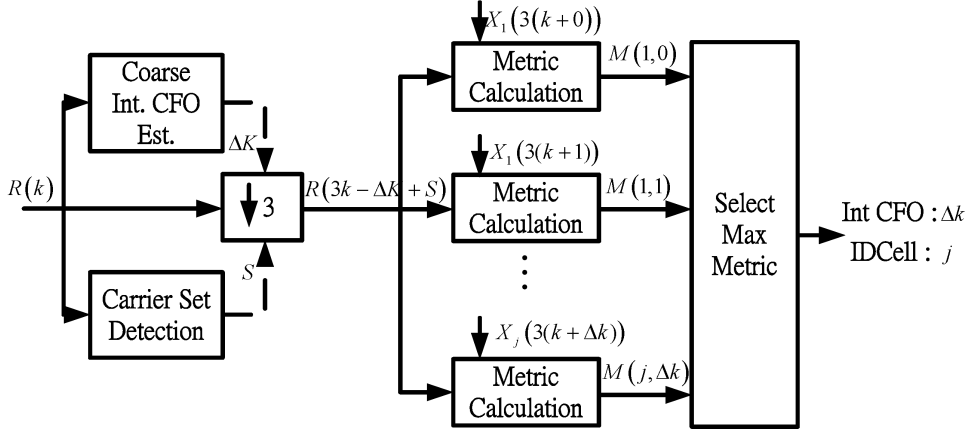 R(k)
Coarse
Int. CFO
Est.
ΔK
3
S
Carrier Set
Detection
R(3k−ΔK+S)
X₁(3(k+0))
Metric
Calculation
M(1,0)
X₁(3(k+1))
Metric
Calculation
M(1,1)
⋮
Xⱼ(3(k+Δk))
Metric
Calculation
M(j,Δk)
Select
Max
Metric
Int CFO : Δk
IDCell : j